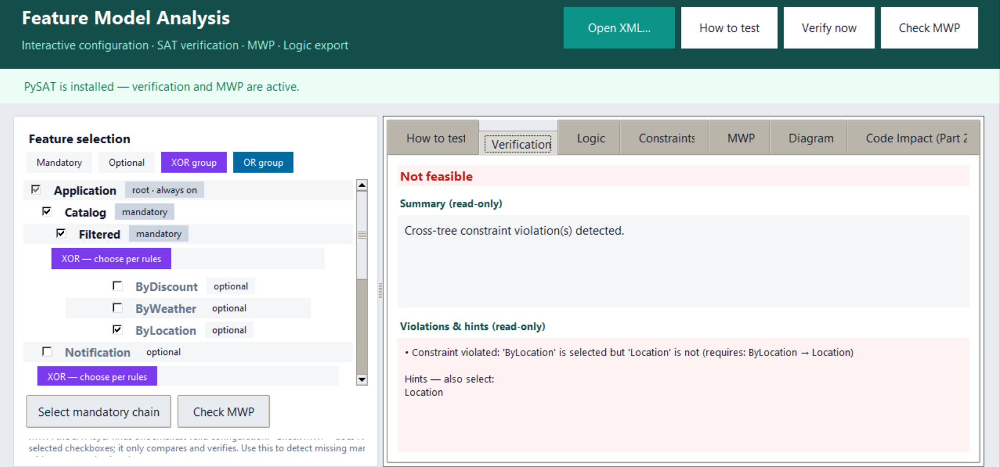 Feature Model Analysis
Interactive configuration · SAT verification · MWP · Logic export
Open XML...
How to test
Verify now
Check MWP
PySAT is installed — verification and MWP are active.
Feature selection
Mandatory
Optional
XOR group
OR group
Application root · always on
Catalog mandatory
Filtered mandatory
XOR — choose per rules
ByDiscount optional
ByWeather optional
ByLocation optional
Notification optional
XOR — choose per rules
Select mandatory chain
Check MWP
selected checkboxes; it only compares and verifies. Use this to detect missing mar
How to test
Verification
Logic
Constraints
MWP
Diagram
Code Impact (Part 2
Not feasible
Summary (read-only)
Cross-tree constraint violation(s) detected.
Violations & hints (read-only)
• Constraint violated: 'ByLocation' is selected but 'Location' is not (requires: ByLocation → Location)
Hints — also select:
Location